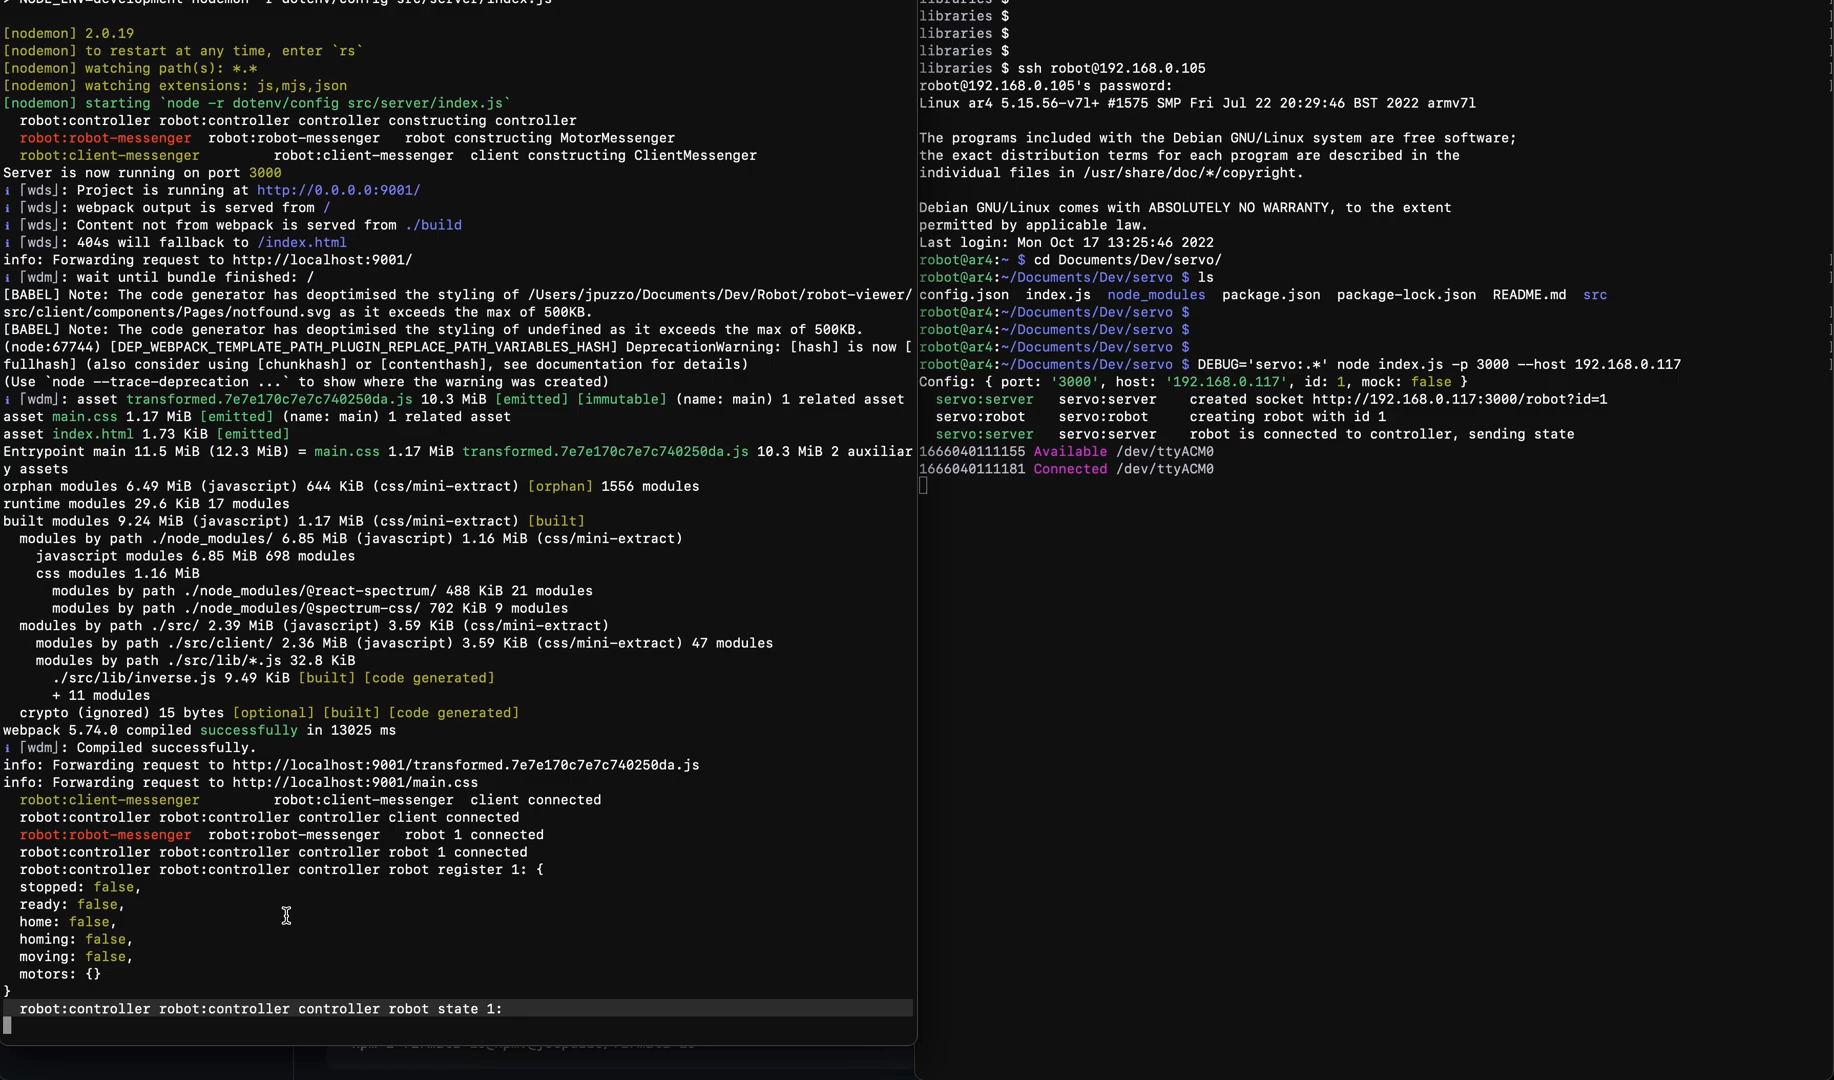 > NODE_ENV=development nodemon -r dotenv/config src/server/index.js
[nodemon] 2.0.19
[nodemon] to restart at any time, enter `rs`
[nodemon] watching path(s): *.*
[nodemon] watching extensions: js,mjs,json
[nodemon] starting `node -r dotenv/config src/server/index.js`
robot:controller robot:controller controller constructing controller
robot:robot-messenger robot:robot-messenger robot constructing MotorMessenger
robot:client-messenger robot:client-messenger client constructing ClientMessenger
Server is now running on port 3000
i ｢wds｣: Project is running at http://0.0.0.0:9001/
i ｢wds｣: webpack output is served from /
i ｢wds｣: Content not from webpack is served from ./build
i ｢wds｣: 404s will fallback to /index.html
info: Forwarding request to http://localhost:9001/
i ｢wdm｣: wait until bundle finished: /
[BABEL] Note: The code generator has deoptimised the styling of /Users/jpuzzo/Documents/Dev/Robot/robot-viewer/
src/client/components/Pages/notfound.svg as it exceeds the max of 500KB.
[BABEL] Note: The code generator has deoptimised the styling of undefined as it exceeds the max of 500KB.
(node:67744) [DEP_WEBPACK_TEMPLATE_PATH_PLUGIN_REPLACE_PATH_VARIABLES_HASH] DeprecationWarning: [hash] is now [
fullhash] (also consider using [chunkhash] or [contenthash], see documentation for details)
(Use `node --trace-deprecation ...` to show where the warning was created)
i ｢wdm｣: asset transformed.7e7e170c7e7c740250da.js 10.3 MiB [emitted] [immutable] (name: main) 1 related asset
asset main.css 1.17 MiB [emitted] (name: main) 1 related asset
asset index.html 1.73 KiB [emitted]
Entrypoint main 11.5 MiB (12.3 MiB) = main.css 1.17 MiB transformed.7e7e170c7e7c740250da.js 10.3 MiB 2 auxiliar
y assets
orphan modules 6.49 MiB (javascript) 644 KiB (css/mini-extract) [orphan] 1556 modules
runtime modules 29.6 KiB 17 modules
built modules 9.24 MiB (javascript) 1.17 MiB (css/mini-extract) [built]
modules by path ./node_modules/ 6.85 MiB (javascript) 1.16 MiB (css/mini-extract)
javascript modules 6.85 MiB 698 modules
css modules 1.16 MiB
modules by path ./node_modules/@react-spectrum/ 488 KiB 21 modules
modules by path ./node_modules/@spectrum-css/ 702 KiB 9 modules
modules by path ./src/ 2.39 MiB (javascript) 3.59 KiB (css/mini-extract)
modules by path ./src/client/ 2.36 MiB (javascript) 3.59 KiB (css/mini-extract) 47 modules
modules by path ./src/lib/*.js 32.8 KiB
./src/lib/inverse.js 9.49 KiB [built] [code generated]
+ 11 modules
crypto (ignored) 15 bytes [optional] [built] [code generated]
webpack 5.74.0 compiled successfully in 13025 ms
i ｢wdm｣: Compiled successfully.
info: Forwarding request to http://localhost:9001/transformed.7e7e170c7e7c740250da.js
info: Forwarding request to http://localhost:9001/main.css
robot:client-messenger robot:client-messenger client connected
robot:controller robot:controller controller client connected
robot:robot-messenger robot:robot-messenger robot 1 connected
robot:controller robot:controller controller robot 1 connected
robot:controller robot:controller controller robot register 1: {
stopped: false,
ready: false,
home: false,
homing: false,
moving: false,
motors: {}
}
robot:controller robot:controller controller robot state 1:
libraries $
libraries $
libraries $
libraries $
libraries $ ssh robot@192.168.0.105
robot@192.168.0.105's password:
Linux ar4 5.15.56-v7l+ #1575 SMP Fri Jul 22 20:29:46 BST 2022 armv7l
The programs included with the Debian GNU/Linux system are free software;
the exact distribution terms for each program are described in the
individual files in /usr/share/doc/*/copyright.
Debian GNU/Linux comes with ABSOLUTELY NO WARRANTY, to the extent
permitted by applicable law.
Last login: Mon Oct 17 13:25:46 2022
robot@ar4:~ $ cd Documents/Dev/servo/
robot@ar4:~/Documents/Dev/servo $ ls
config.json index.js node_modules package.json package-lock.json README.md src
robot@ar4:~/Documents/Dev/servo $
robot@ar4:~/Documents/Dev/servo $
robot@ar4:~/Documents/Dev/servo $
robot@ar4:~/Documents/Dev/servo $ DEBUG='servo:.*' node index.js -p 3000 --host 192.168.0.117
Config: { port: '3000', host: '192.168.0.117', id: 1, mock: false }
servo:server servo:server created socket http://192.168.0.117:3000/robot?id=1
servo:robot servo:robot creating robot with id 1
servo:server servo:server robot is connected to controller, sending state
1666040111155 Available /dev/ttyACM0
1666040111181 Connected /dev/ttyACM0